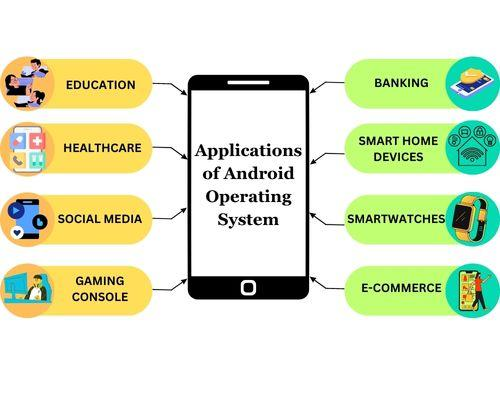 EDUCATION
HEALTHCARE
SOCIAL MEDIA
GAMING
CONSOLE
Applications
of Android
Operating
System
BANKING
SMART HOME
DEVICES
SMARTWATCHES
E-COMMERCE